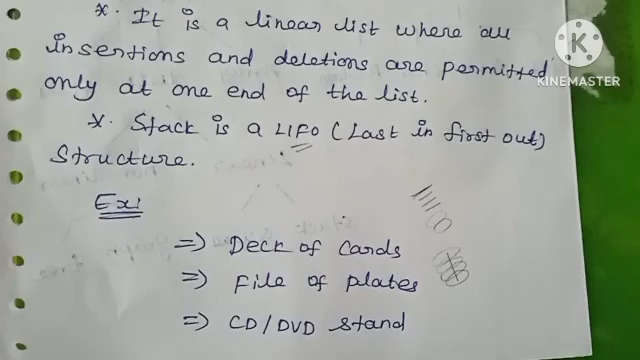 *. It is a linear list where all
insertions and deletions are permitted
only at one end of the list.
*. Stack is a LIFO (Last in first out)
Structure.
Ex:
=> Deck of cards
=> File of plates
=> CD/DVD stand
K
KINEMASTER